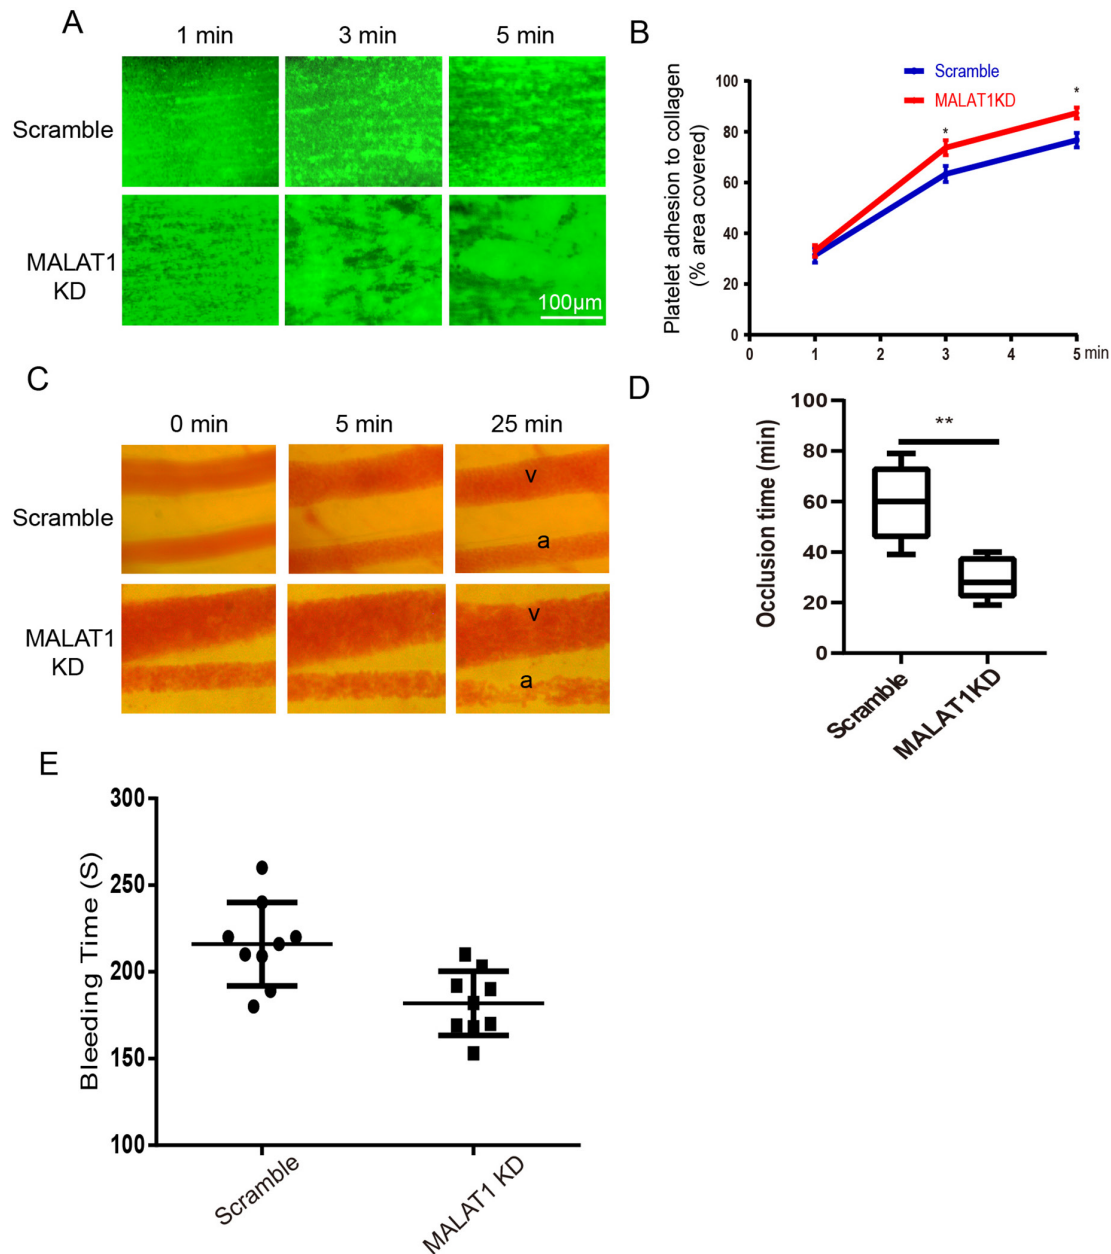 A
1 min
3 min
5 min
Scramble
MALAT1
KD
100µm
B
Scramble
MALAT1KD
Platelet adhesion to collagen
(% area covered)
100
80
60
40
20
0
*
*
0
1
2
3
4
5
min
C
0 min
5 min
25 min
Scramble
v
a
MALAT1
KD
v
a
D
Occlusion time (min)
100
80
60
40
20
0
**
Scramble
MALAT1KD
E
Bleeding Time (S)
300
250
200
150
100
Scramble
MALAT1 KD